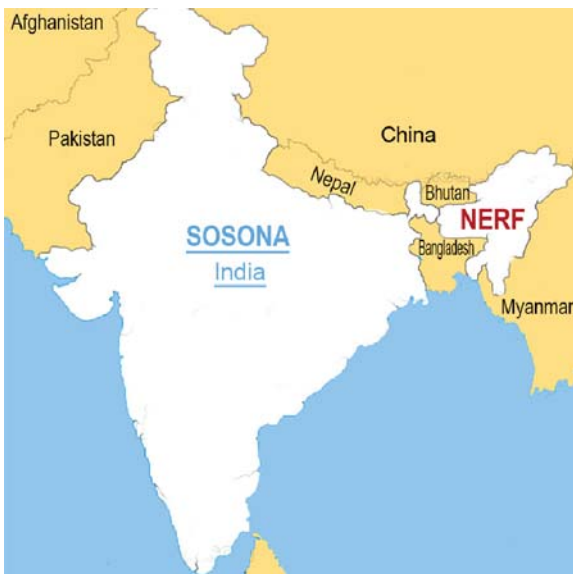 Afghanistan
Pakistan
China
Nepal
Bhutan
SOSONA
India
NERF
Bangladesh
Myanmar